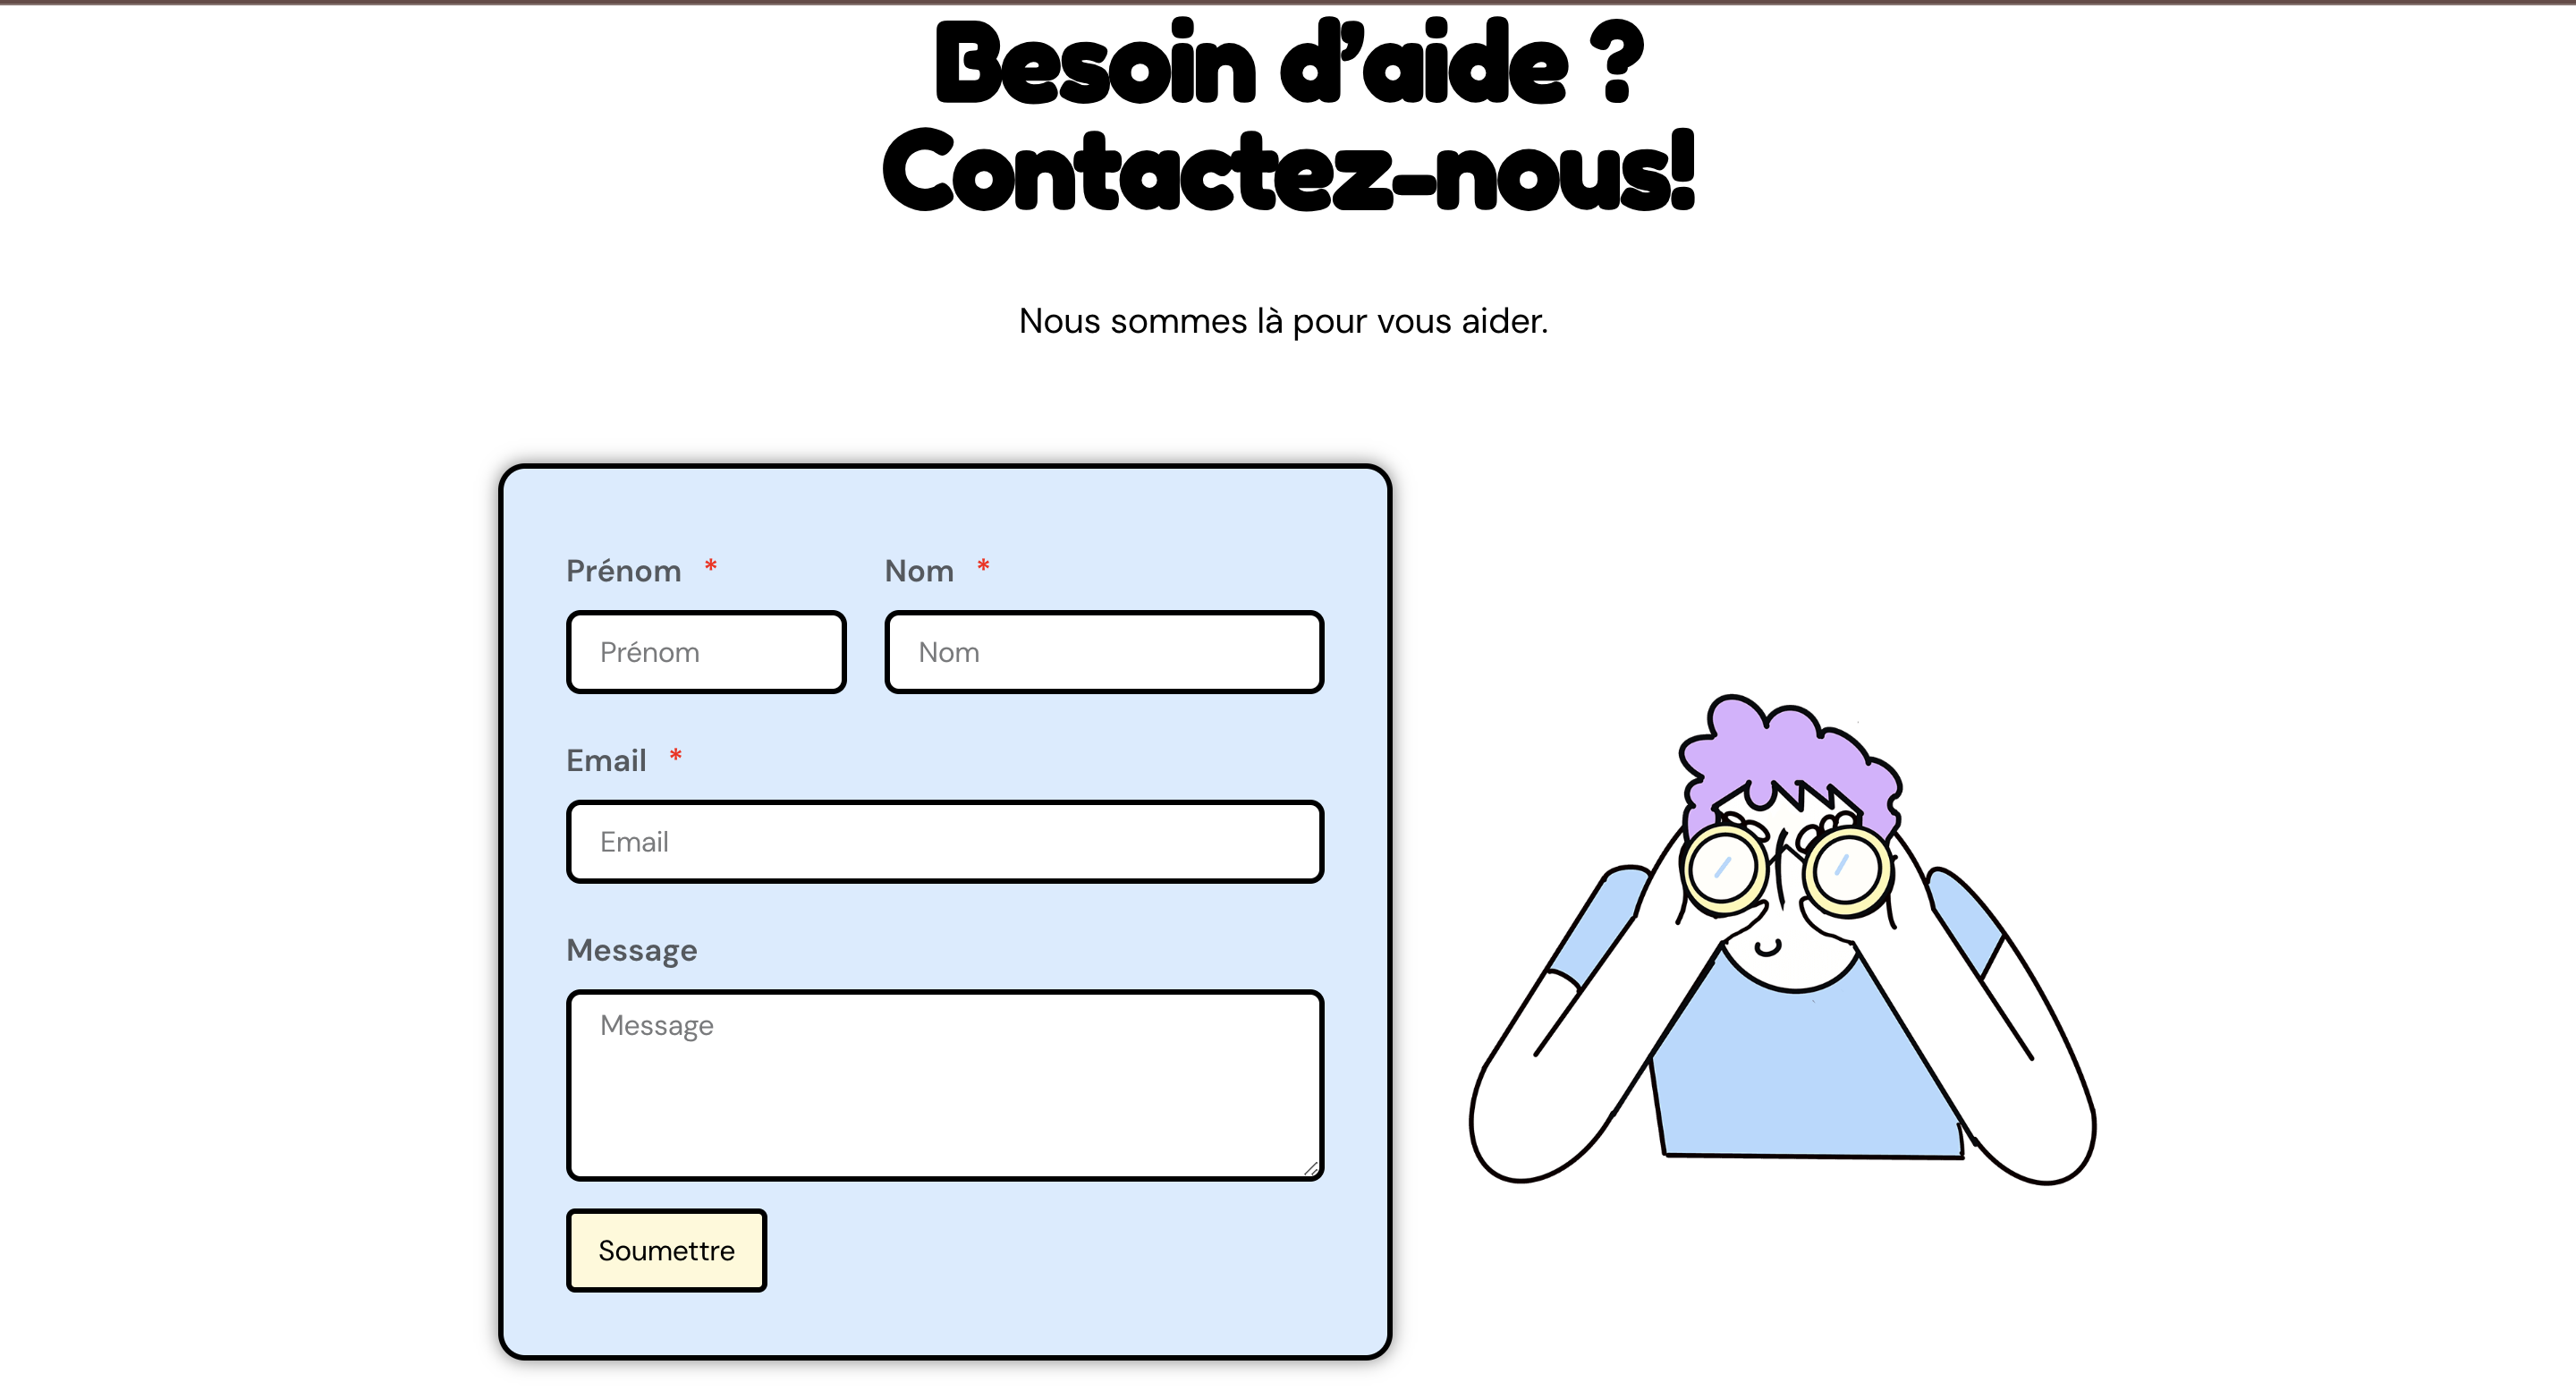 Besoin d’aide ?
Contactez-nous!
Nous sommes là pour vous aider.
Prénom * Nom *
Prénom Nom
Email *
Email
Message
Message
Soumettre